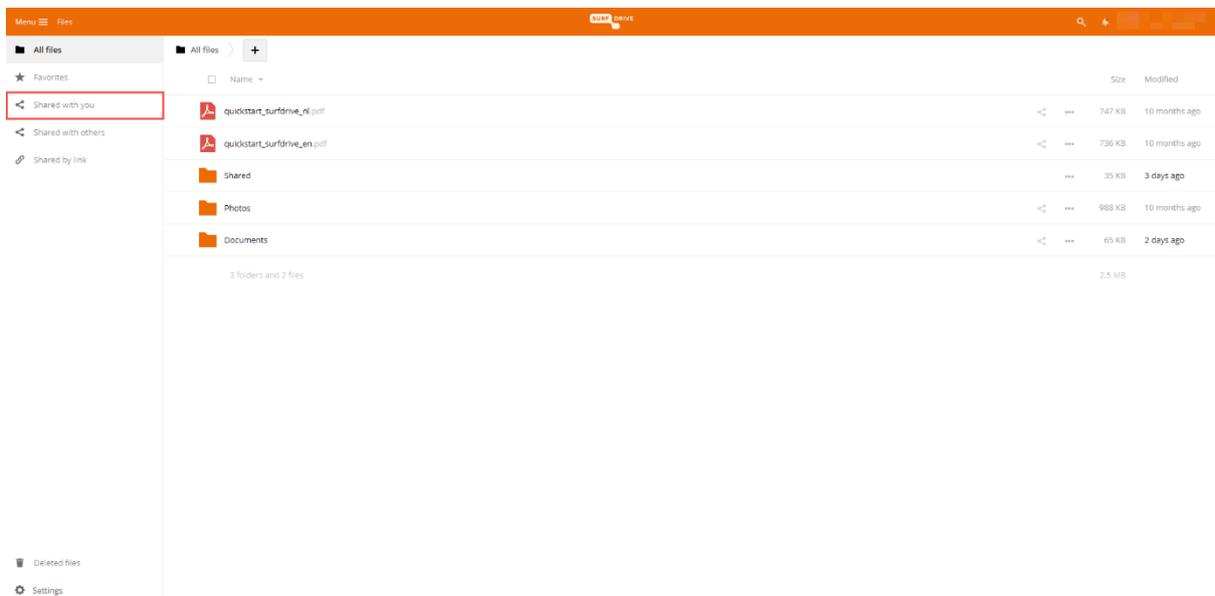 Menu Files SURF DRIVE
All files
Favorites
Shared with you
Shared with others
Shared by link
Deleted files
Settings
All files +
Name Size Modified
quickstart_surfdrive_nl.pdf 747 KB 10 months ago
quickstart_surfdrive_en.pdf 736 KB 10 months ago
Shared 35 KB 3 days ago
Photos 988 KB 10 months ago
Documents 65 KB 2 days ago
3 folders and 2 files 2.5 MB